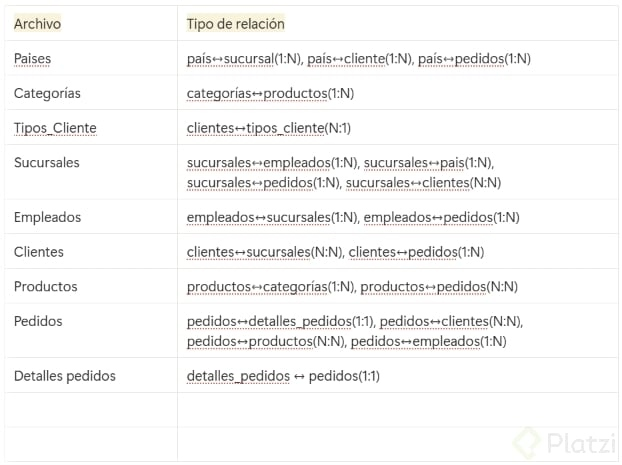 Archivo Tipo de relación
Paises país↔sucursal(1:N), país↔cliente(1:N), país↔pedidos(1:N)
Categorías categorías↔productos(1:N)
Tipos_Cliente clientes↔tipos_cliente(N:1)
Sucursales sucursales↔empleados(1:N), sucursales↔pais(1:N),
sucursales↔pedidos(1:N), sucursales↔clientes(N:N)
Empleados empleados↔sucursales(1:N), empleados↔pedidos(1:N)
Clientes clientes↔sucursales(N:N), clientes↔pedidos(1:N)
Productos productos↔categorías(1:N), productos↔pedidos(N:N)
Pedidos pedidos↔detalles_pedidos(1:1), pedidos↔clientes(N:N),
pedidos↔productos(N:N), pedidos↔empleados(1:N)
Detalles pedidos detalles_pedidos ↔ pedidos(1:1)
Platzi